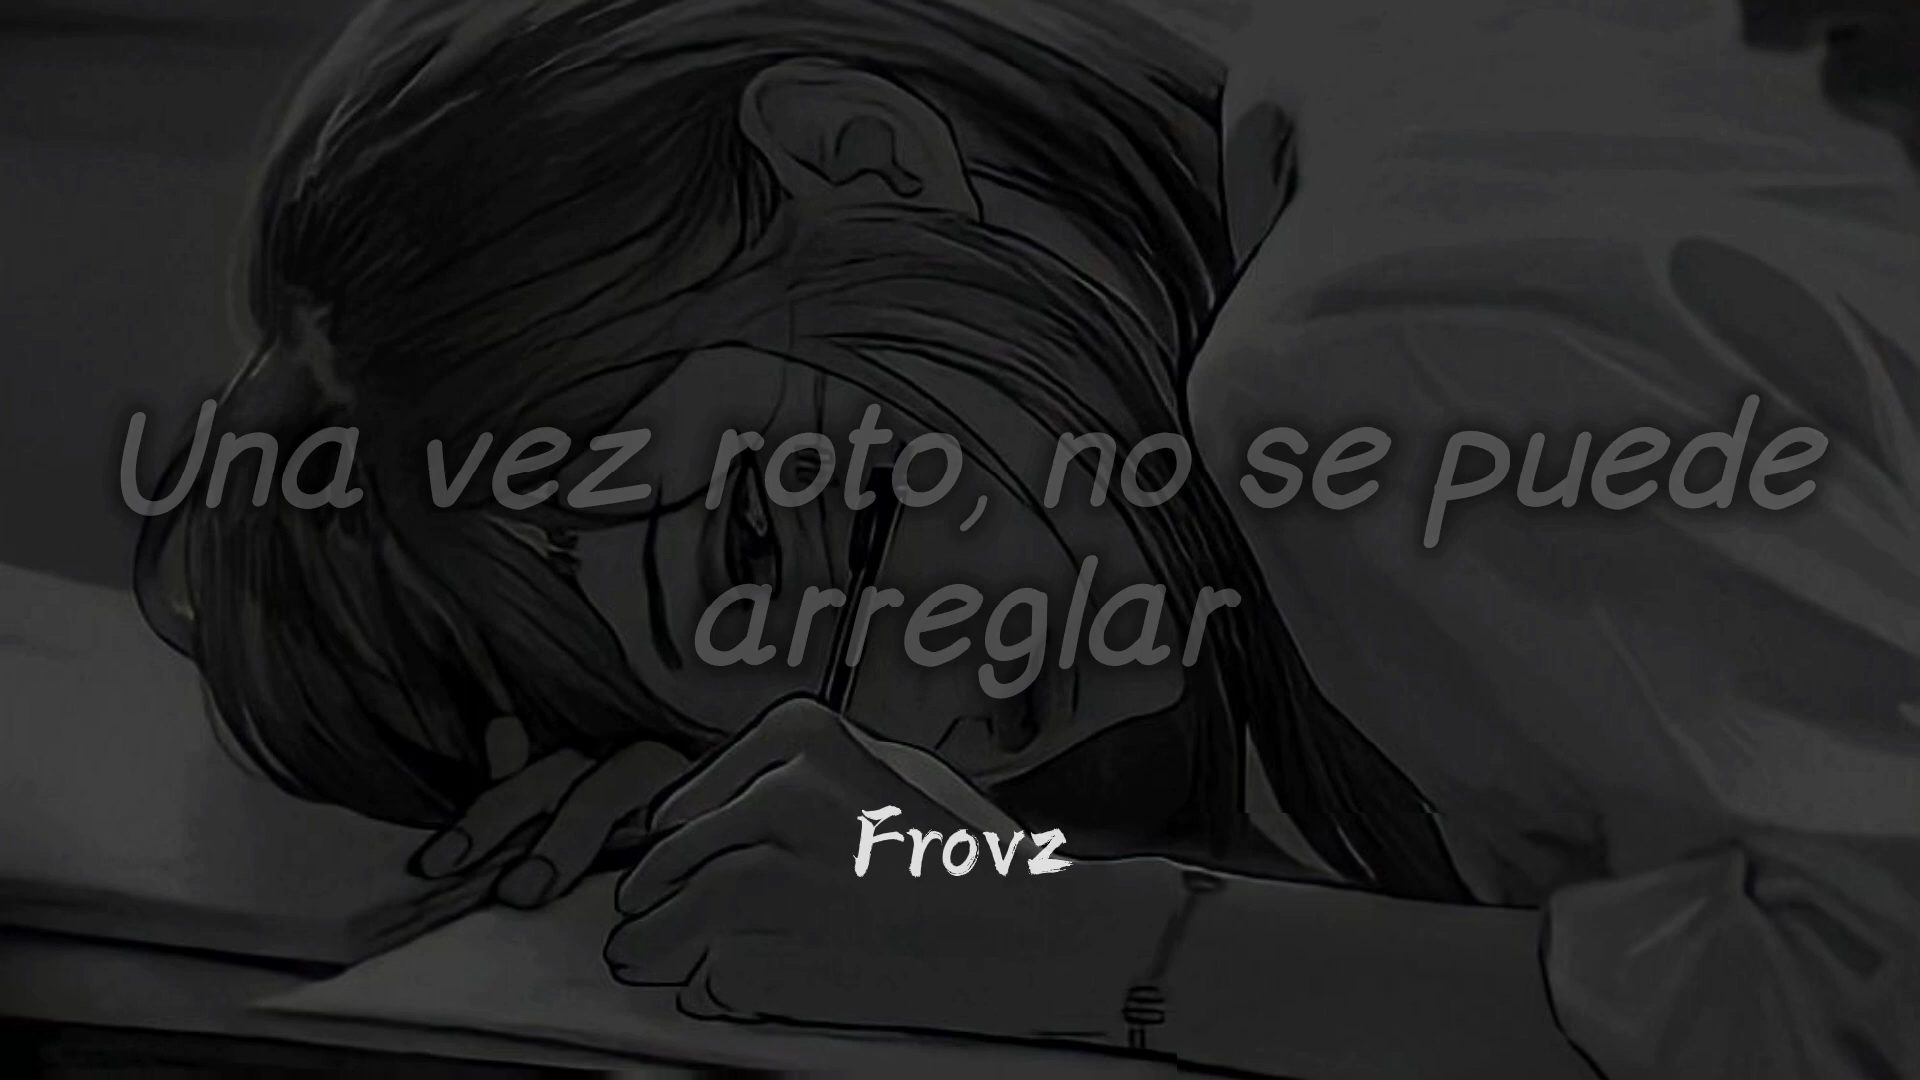 Una vez roto, no se puede
arreglar
Frovz